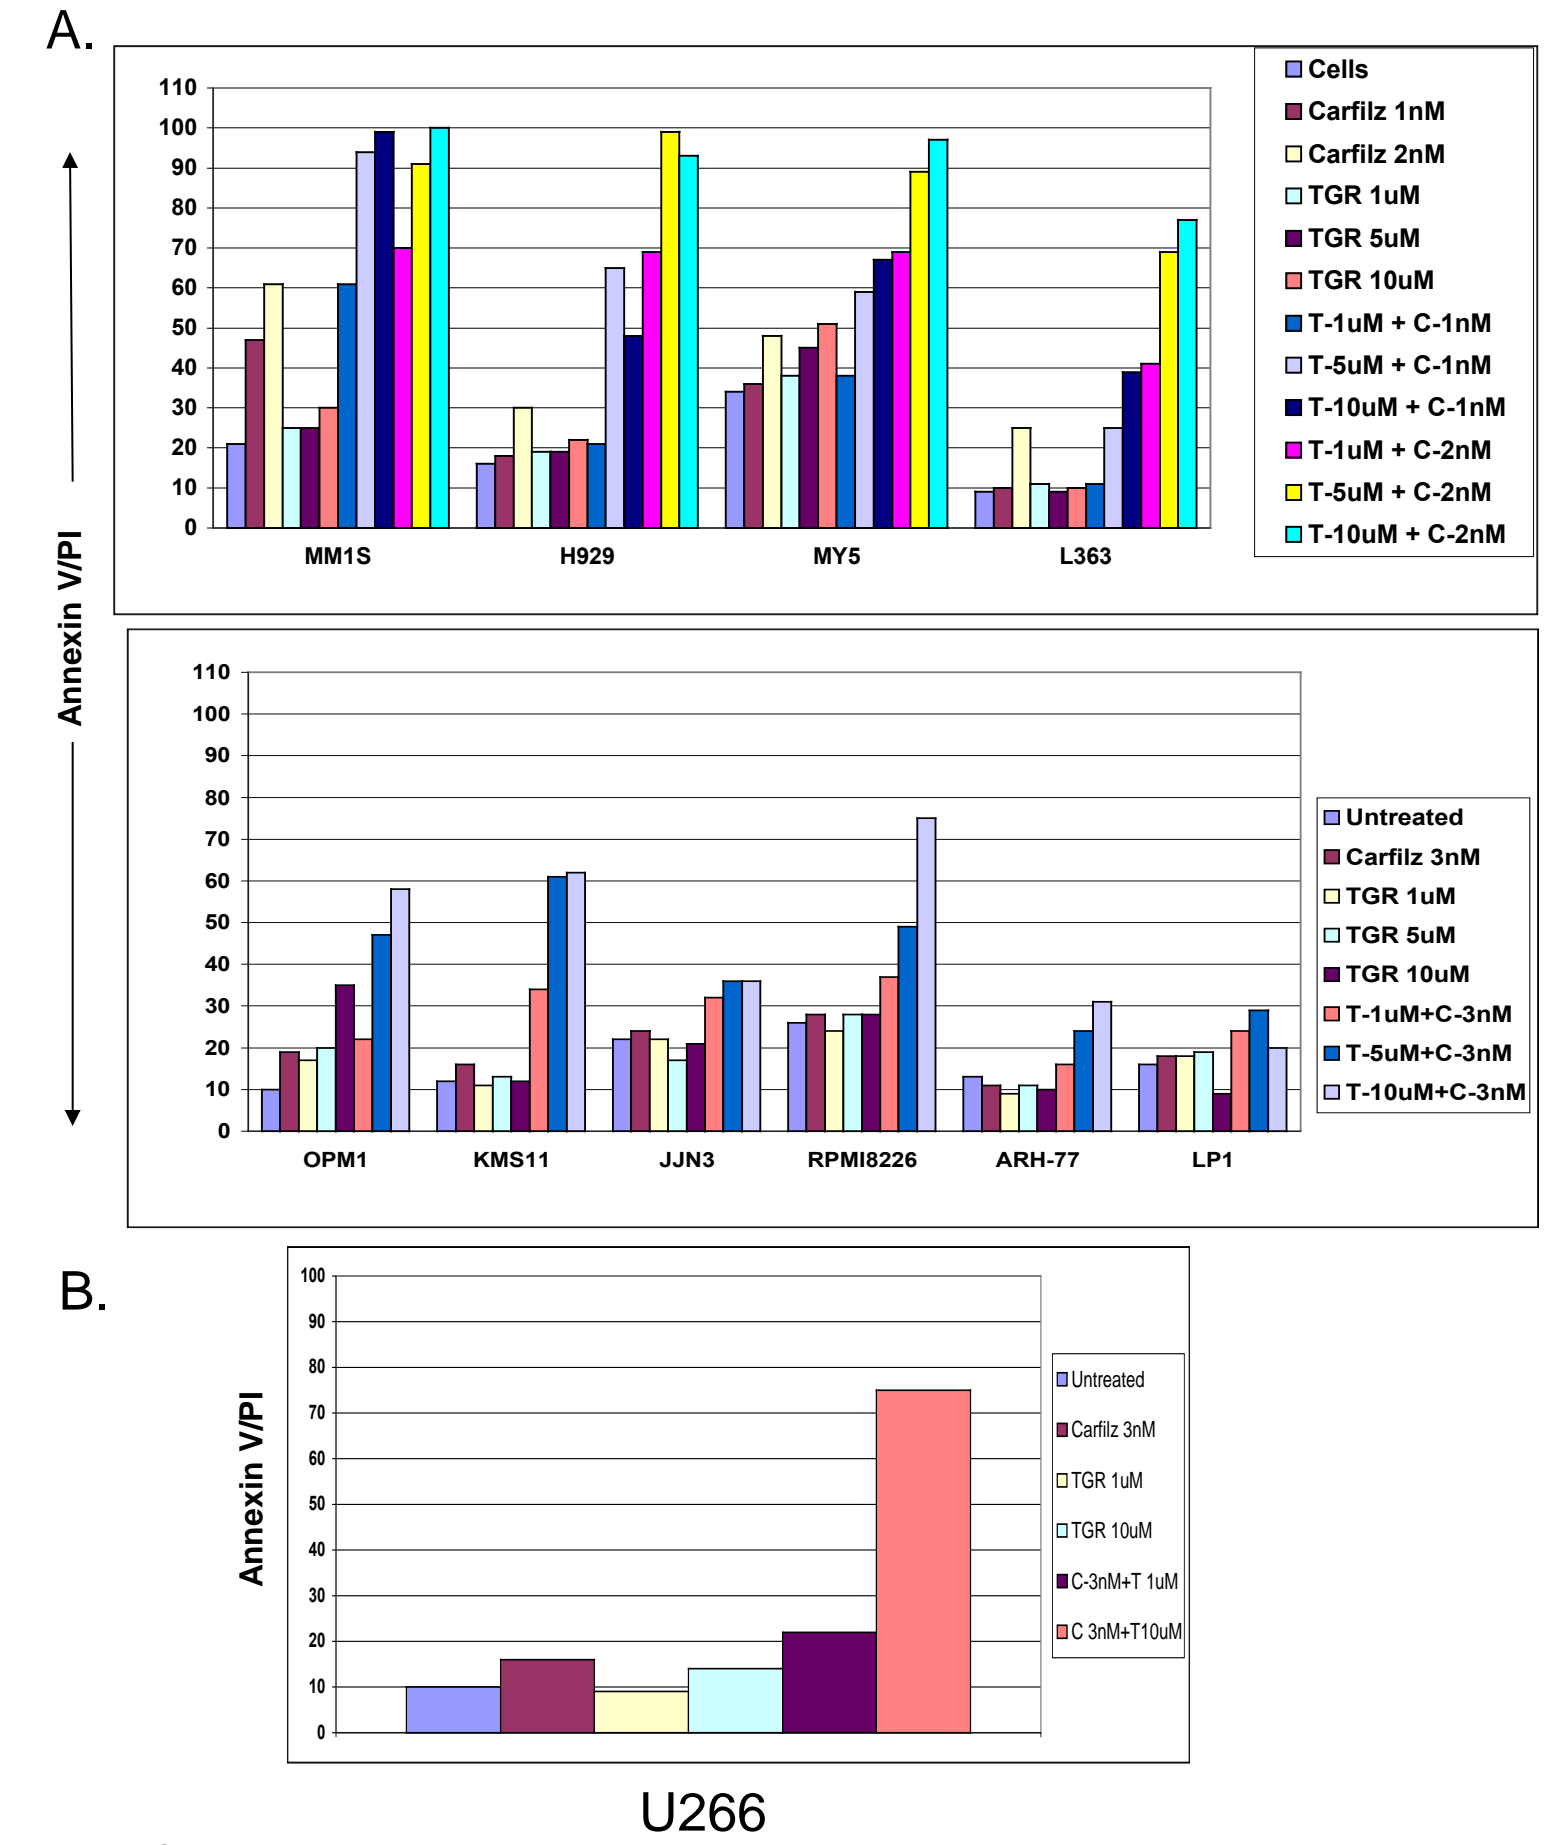 A.
110
100
90
80
70
60
50
40
30
20
10
0
MM1S H929 MY5 L363
Cells
Carfilz 1nM
Carfilz 2nM
TGR 1uM
TGR 5uM
TGR 10uM
T-1uM + C-1nM
T-5uM + C-1nM
T-10uM + C-1nM
T-1uM + C-2nM
T-5uM + C-2nM
T-10uM + C-2nM
Annexin V/PI
110
100
90
80
70
60
50
40
30
20
10
0
OPM1 KMS11 JJN3 RPMI8226 ARH-77 LP1
Untreated
Carfilz 3nM
TGR 1uM
TGR 5uM
TGR 10uM
T-1uM+C-3nM
T-5uM+C-3nM
T-10uM+C-3nM
B.
Annexin V/PI
100
90
80
70
60
50
40
30
20
10
0
Untreated
Carfilz 3nM
TGR 1uM
TGR 10uM
C-3nM+T 1uM
C 3nM+T10uM
U266